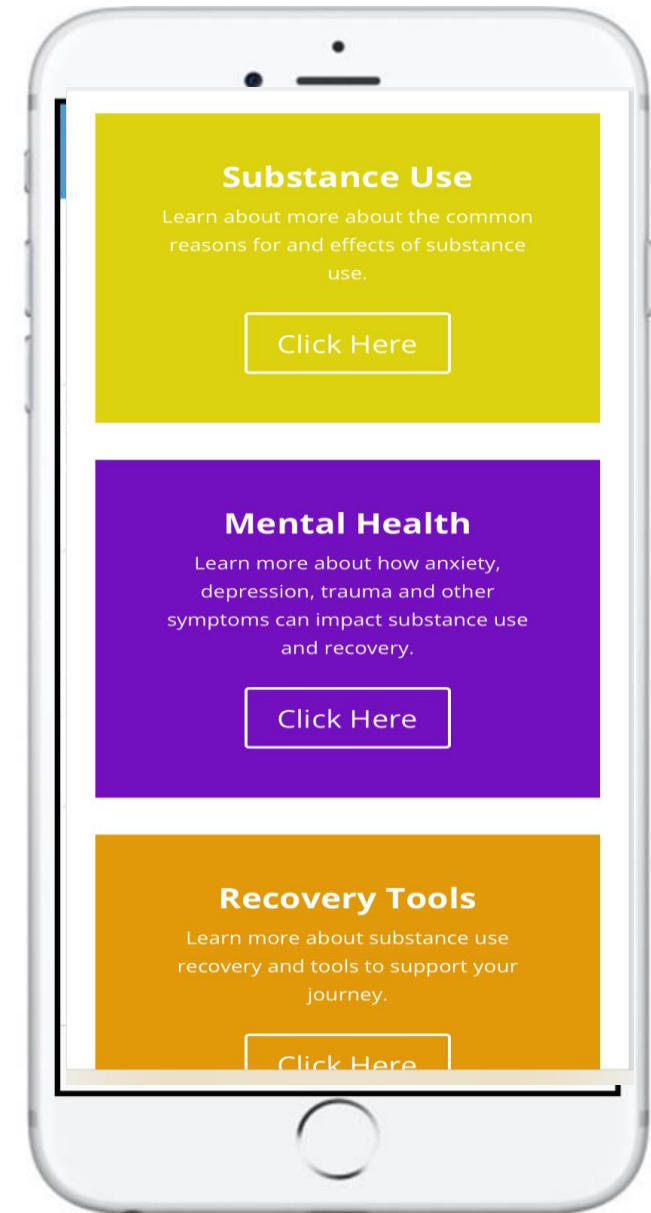 Substance Use
Learn about more about the common
reasons for and effects of substance
use.
Click Here
Mental Health
Learn more about how anxiety,
depression, trauma and other
symptoms can impact substance use
and recovery.
Click Here
Recovery Tools
Learn more about substance use
recovery and tools to support your
journey.
Click Here